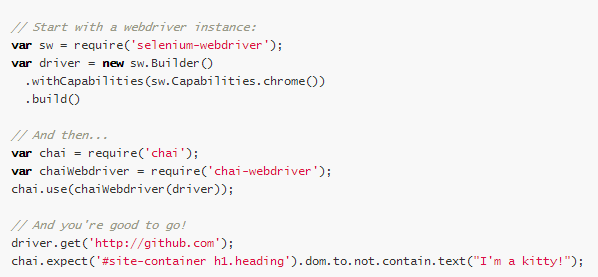 // Start with a webdriver instance:
var sw = require('selenium-webdriver');
var driver = new sw.Builder()
  .withCapabilities(sw.Capabilities.chrome())
  .build()

// And then...
var chai = require('chai');
var chaiWebdriver = require('chai-webdriver');
chai.use(chaiWebdriver(driver));

// And you're good to go!
driver.get('http://github.com');
chai.expect('#site-container h1.heading').dom.to.not.contain.text("I'm a kitty!");